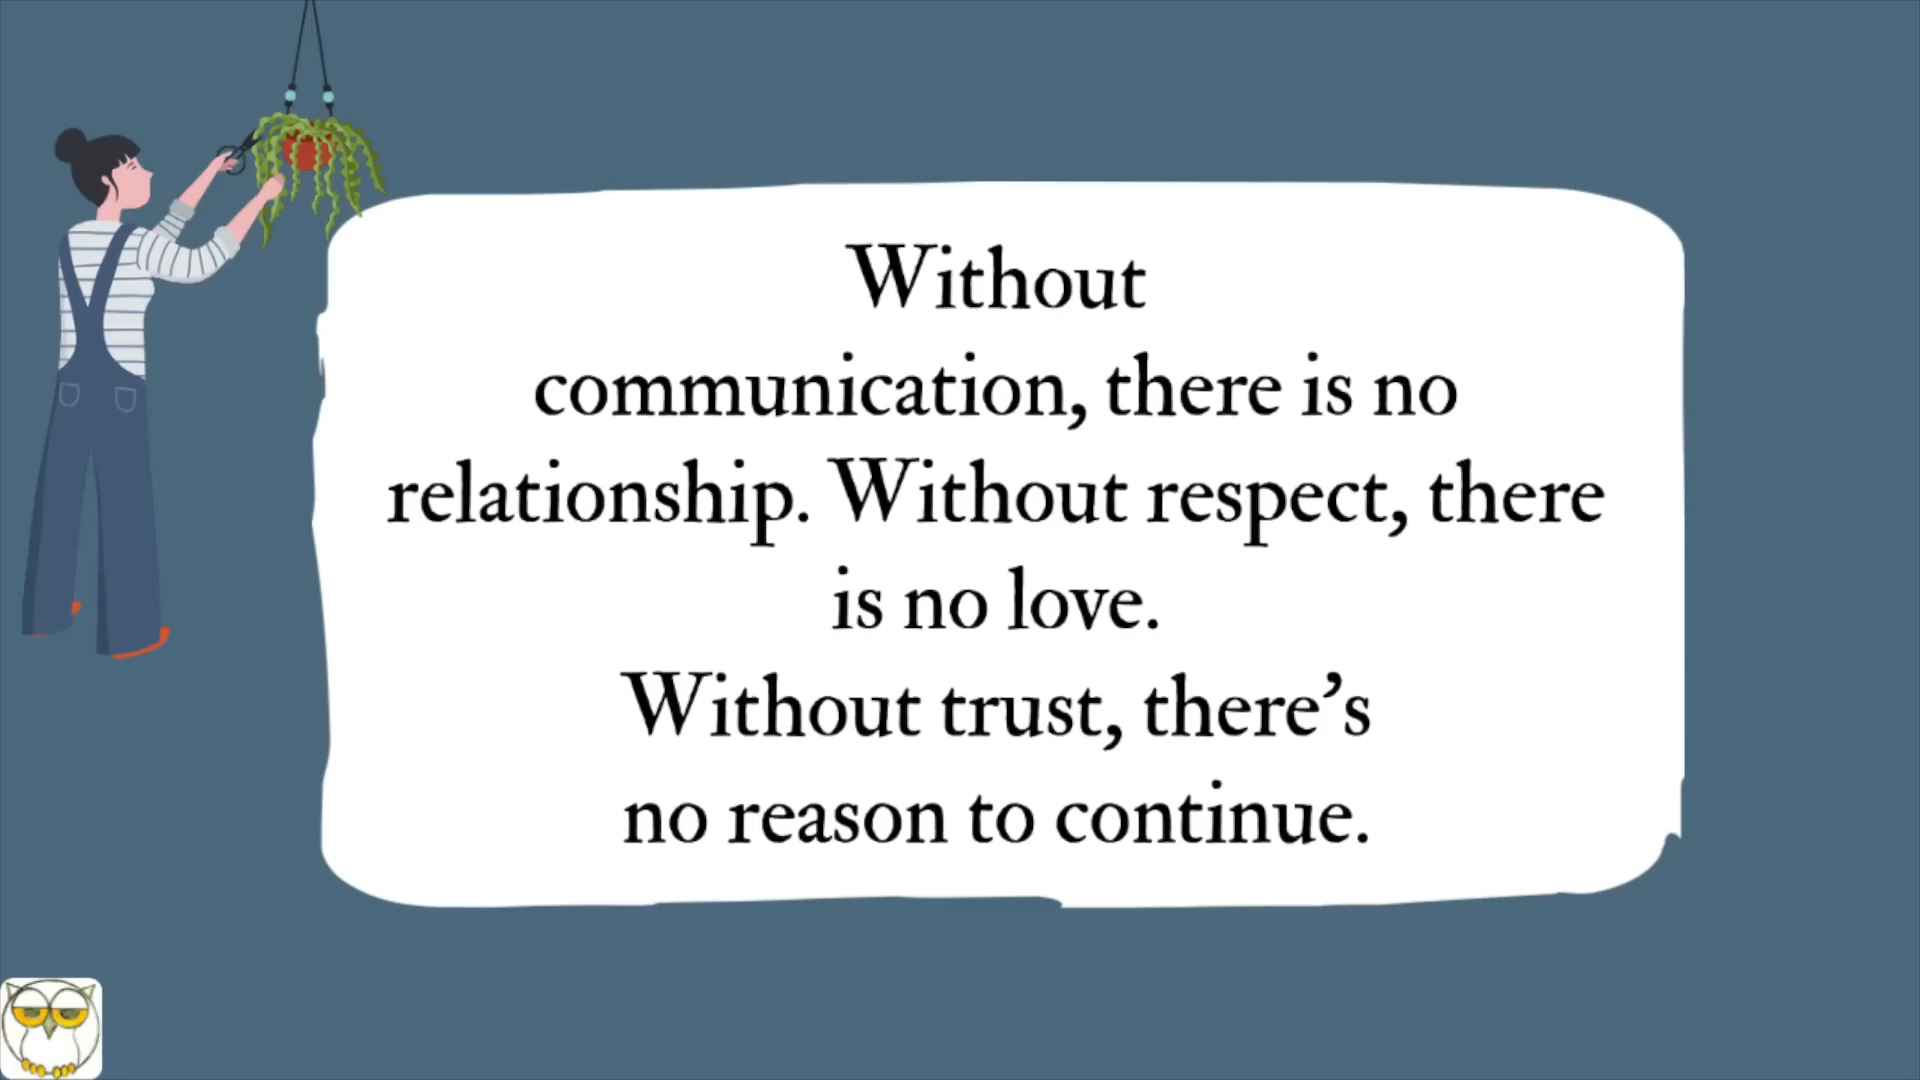 Without
communication, there is no
relationship. Without respect, there
is no love.
Without trust, there’s
no reason to continue.